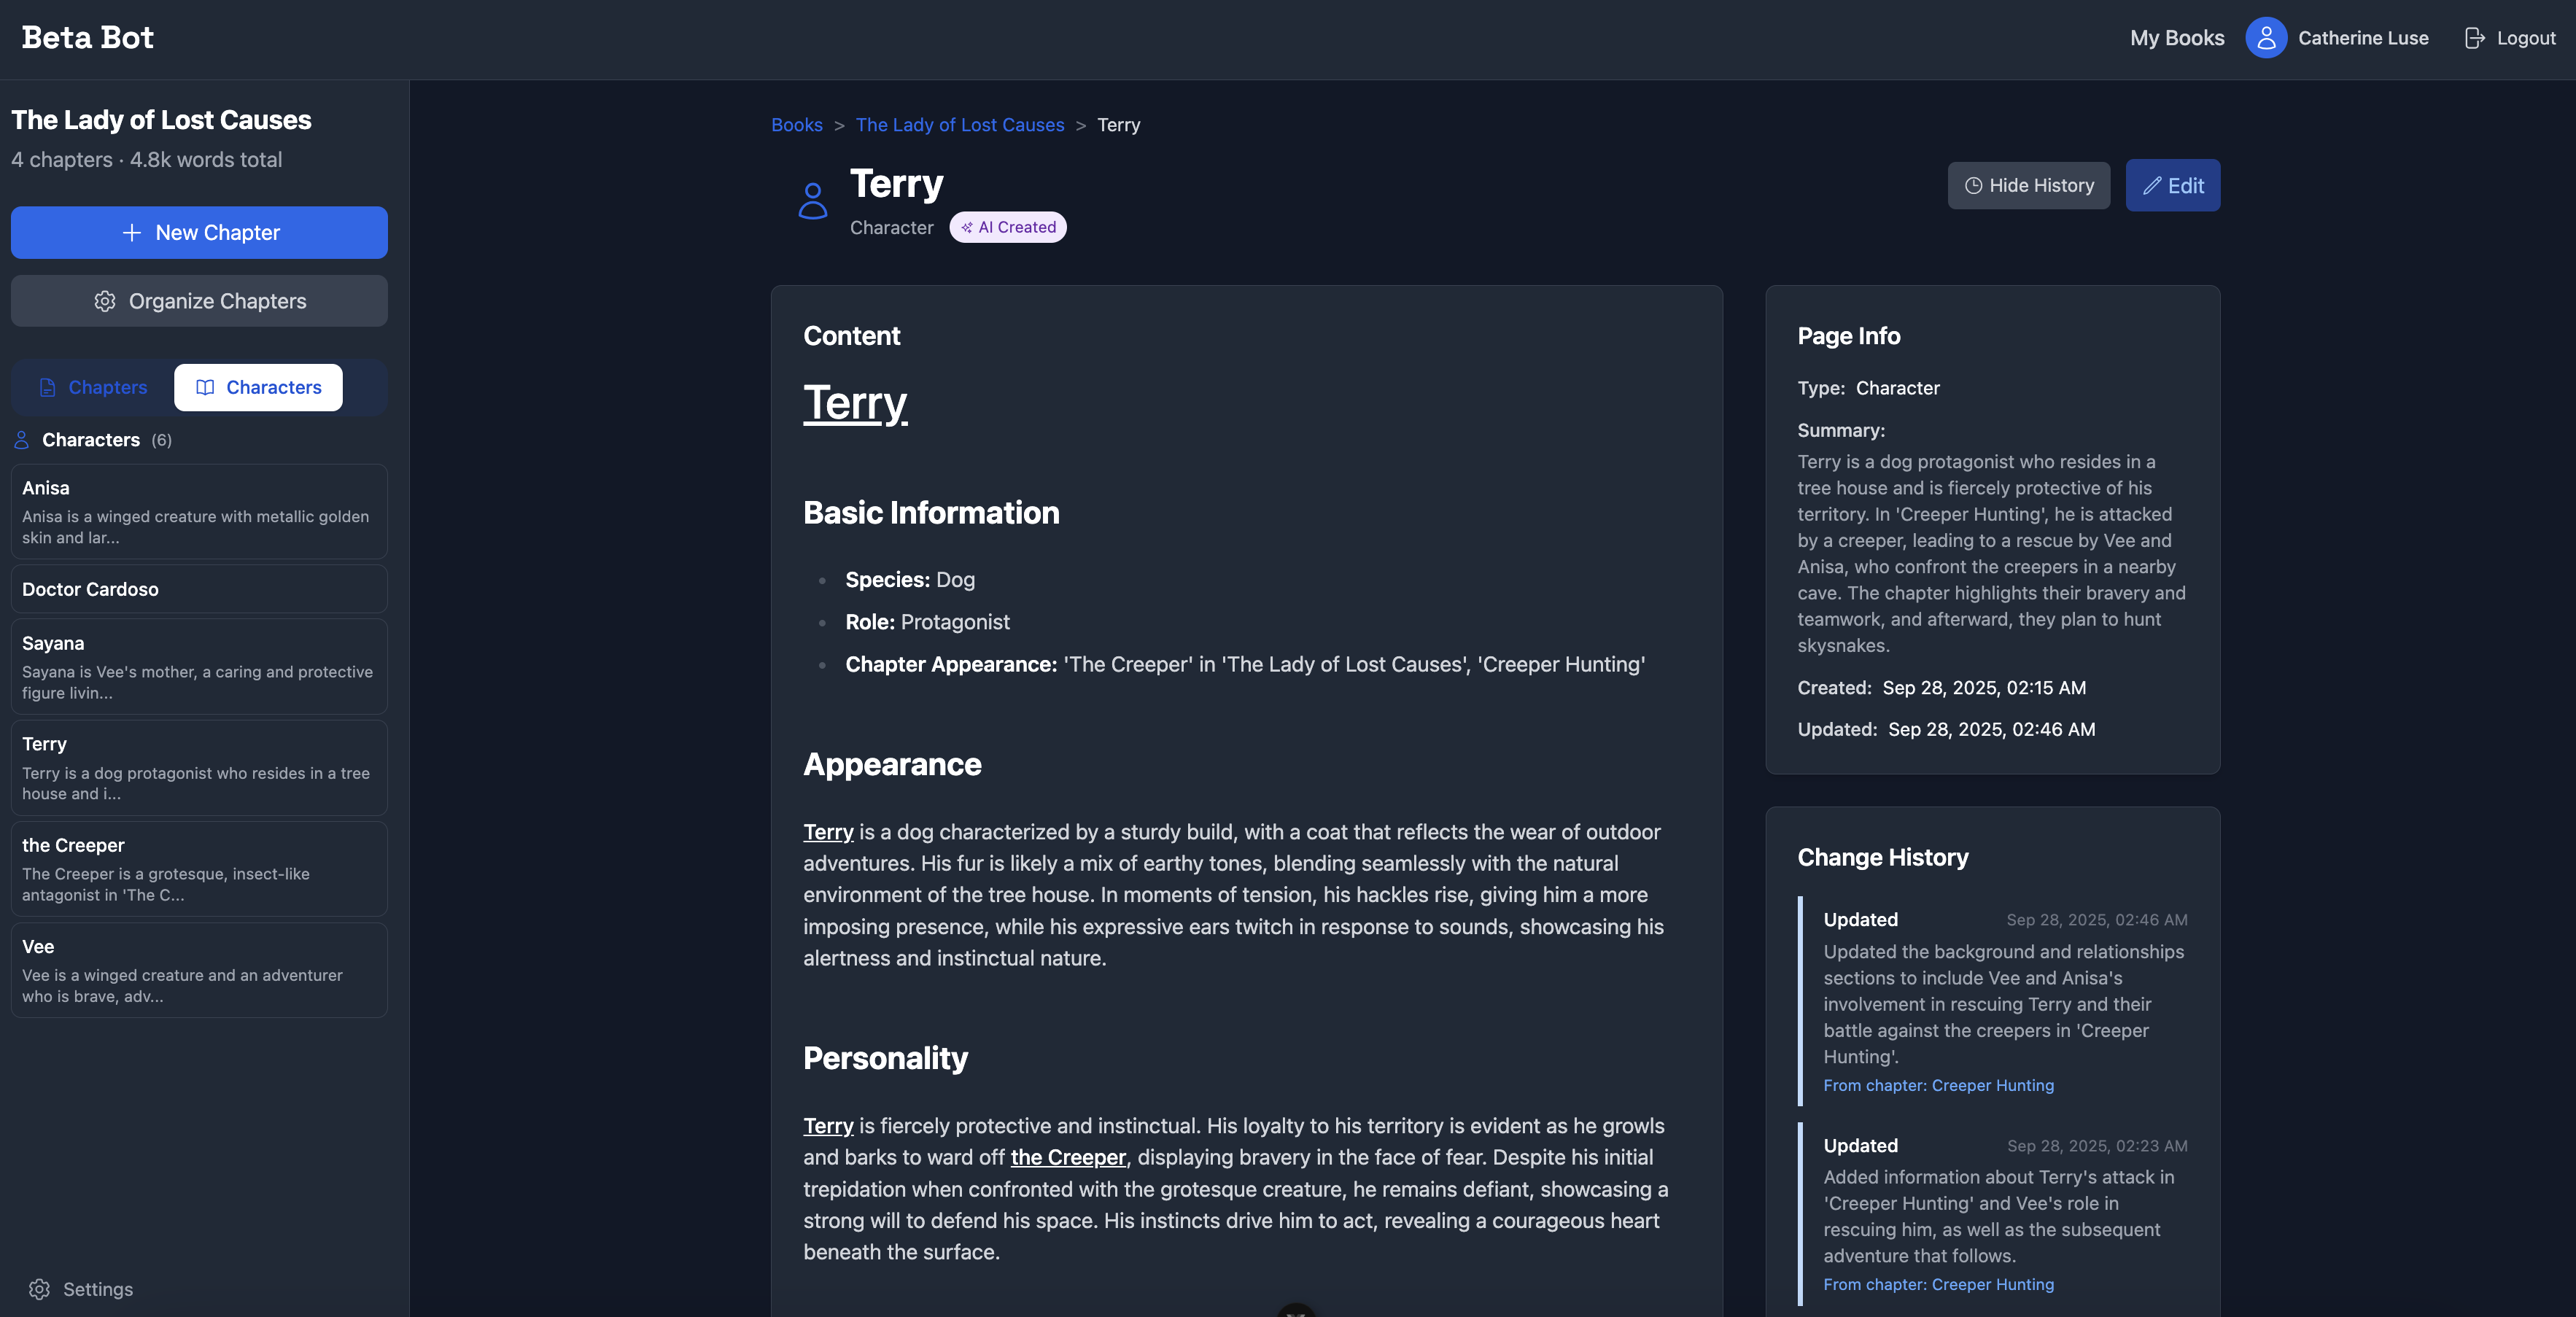 Beta Bot
My Books
Catherine Luse
Logout
The Lady of Lost Causes
4 chapters · 4.8k words total
New Chapter
Organize Chapters
Chapters
Characters
Characters (6)
Anisa
Anisa is a winged creature with metallic golden
skin and lar...
Doctor Cardoso
Sayana
Sayana is Vee's mother, a caring and protective
figure livin...
Terry
Terry is a dog protagonist who resides in a tree
house and i...
the Creeper
The Creeper is a grotesque, insect-like
antagonist in 'The C...
Vee
Vee is a winged creature and an adventurer
who is brave, adv...
Settings
Books > The Lady of Lost Causes > Terry
Terry
Character
AI Created
Hide History
Edit
Content
Terry
Basic Information
Species: Dog
Role: Protagonist
Chapter Appearance: 'The Creeper' in 'The Lady of Lost Causes', 'Creeper Hunting'
Appearance
Terry is a dog characterized by a sturdy build, with a coat that reflects the wear of outdoor
adventures. His fur is likely a mix of earthy tones, blending seamlessly with the natural
environment of the tree house. In moments of tension, his hackles rise, giving him a more
imposing presence, while his expressive ears twitch in response to sounds, showcasing his
alertness and instinctual nature.
Personality
Terry is fiercely protective and instinctual. His loyalty to his territory is evident as he growls
and barks to ward off the Creeper, displaying bravery in the face of fear. Despite his initial
trepidation when confronted with the grotesque creature, he remains defiant, showcasing a
strong will to defend his space. His instincts drive him to act, revealing a courageous heart
beneath the surface.
Page Info
Type: Character
Summary:
Terry is a dog protagonist who resides in a
tree house and is fiercely protective of his
territory. In 'Creeper Hunting', he is attacked
by a creeper, leading to a rescue by Vee and
Anisa, who confront the creepers in a nearby
cave. The chapter highlights their bravery and
teamwork, and afterward, they plan to hunt
skysnakes.
Created: Sep 28, 2025, 02:15 AM
Updated: Sep 28, 2025, 02:46 AM
Change History
Updated
Sep 28, 2025, 02:46 AM
Updated the background and relationships
sections to include Vee and Anisa's
involvement in rescuing Terry and their
battle against the creepers in 'Creeper
Hunting'.
From chapter: Creeper Hunting
Updated
Sep 28, 2025, 02:23 AM
Added information about Terry's attack in
'Creeper Hunting' and Vee's role in
rescuing him, as well as the subsequent
adventure that follows.
From chapter: Creeper Hunting